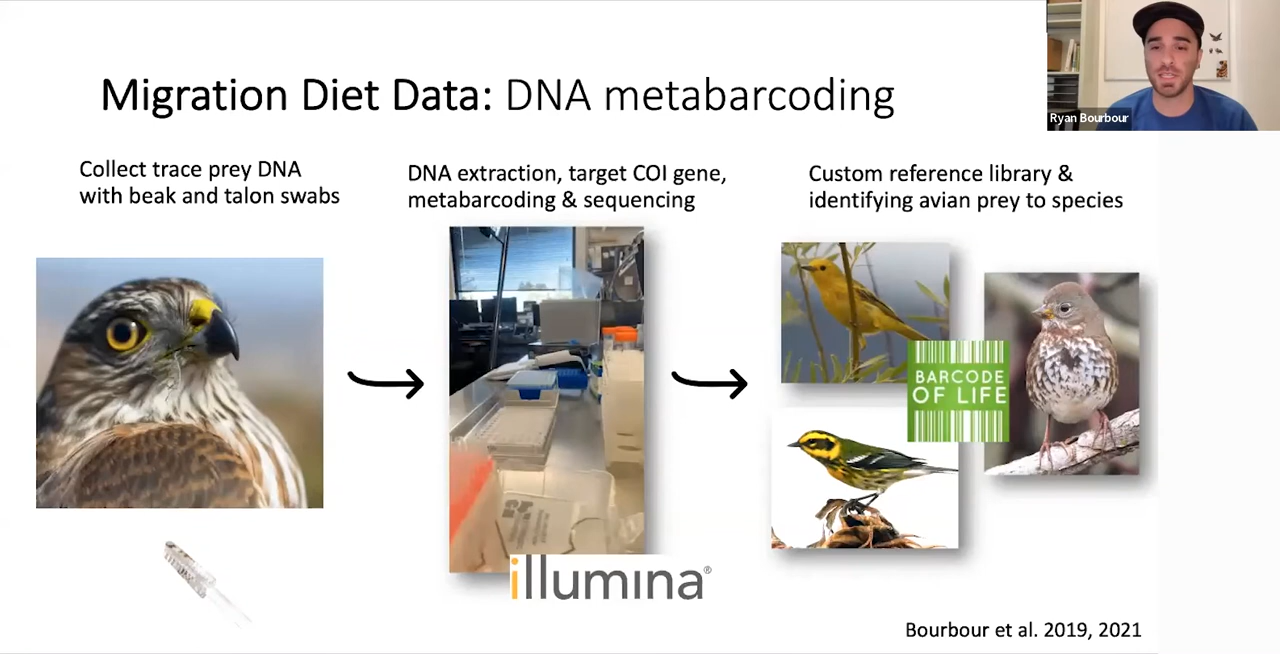 Migration Diet Data: DNA metabarcoding
Ryan Bourbour
Collect trace prey DNA
with beak and talon swabs
DNA extraction, target COI gene,
metabarcoding & sequencing
Custom reference library &
identifying avian prey to species
BARCODE
OF LIFE
illumina®
Bourbour et al. 2019, 2021